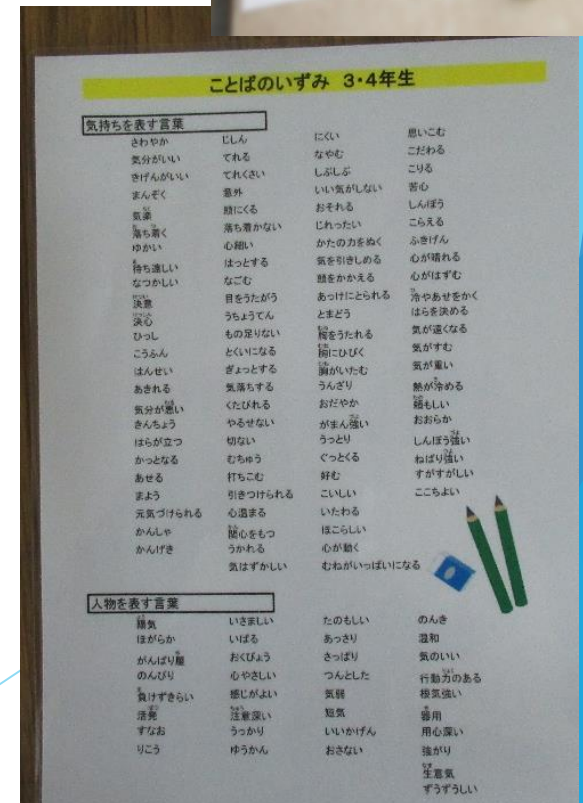 ことばのいずみ 3・4年生
気持ちを表す言葉
さわやか じしん にくい 思いこむ
気分がいい てれる なやむ こだわる
きげんがいい てれくさい しぶしぶ こりる
まんぞく 意外 いい気がしない 苦心
気楽 頭にくる おそれる しんぼう
落ち着く 落ち着かない じれったい こらえる
ゆかい 心細い かたの力をぬく ふきげん
待ち遠しい はっとする 気を引きしめる 心が晴れる
なつかしい なごむ 頭をかかえる 心がはずむ
決意 目をうたがう あっけにとられる 冷やあせをかく
決心 うちょうてん とまどう はらを決める
ひっし もの足りない 胸をうたれる 気が遠くなる
こうふん とくいになる 胸にひびく 気がすむ
はんせい ぎょっとする 胸がいたむ 気が重い
あきれる 気落ちする うんざり 熱が冷める
気分が悪い くたびれる おだやか 頼もしい
きんちょう やるせない がまん強い おおらか
はらが立つ 切ない うっとり しんぼう強い
かっとなる むちゅう ぐっとくる ねばり強い
あせる 打ちこむ 好む すがすがしい
まよう 引きつけられる こいしい ここちよい
元気づけられる 心温まる いたわる
かんしゃ 関心をもつ ほこらしい
かんげき うかれる 心が動く
気はずかしい むねがいっぱいになる
人物を表す言葉
陽気 いさましい たのもしい のんき
ほがらか いばる あっさり 温和
がんばり屋 おくびょう さっぱり 気のいい
のんびり 心やさしい つんとした 行動力のある
負けずぎらい 感じがよい 気弱 根気強い
活発 注意深い 短気 器用
すなお うっかり いいかげん 用心深い
りこう ゆうかん おさない 強がり
生意気
ずうずうしい